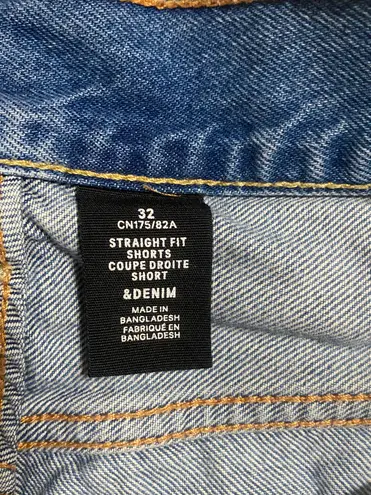 32
CN175/82A
STRAIGHT FIT
SHORTS
COUPE DROITE
SHORT
&DENIM
MADE IN
BANGLADESH
FABRIQUÉ EN
BANGLADESH